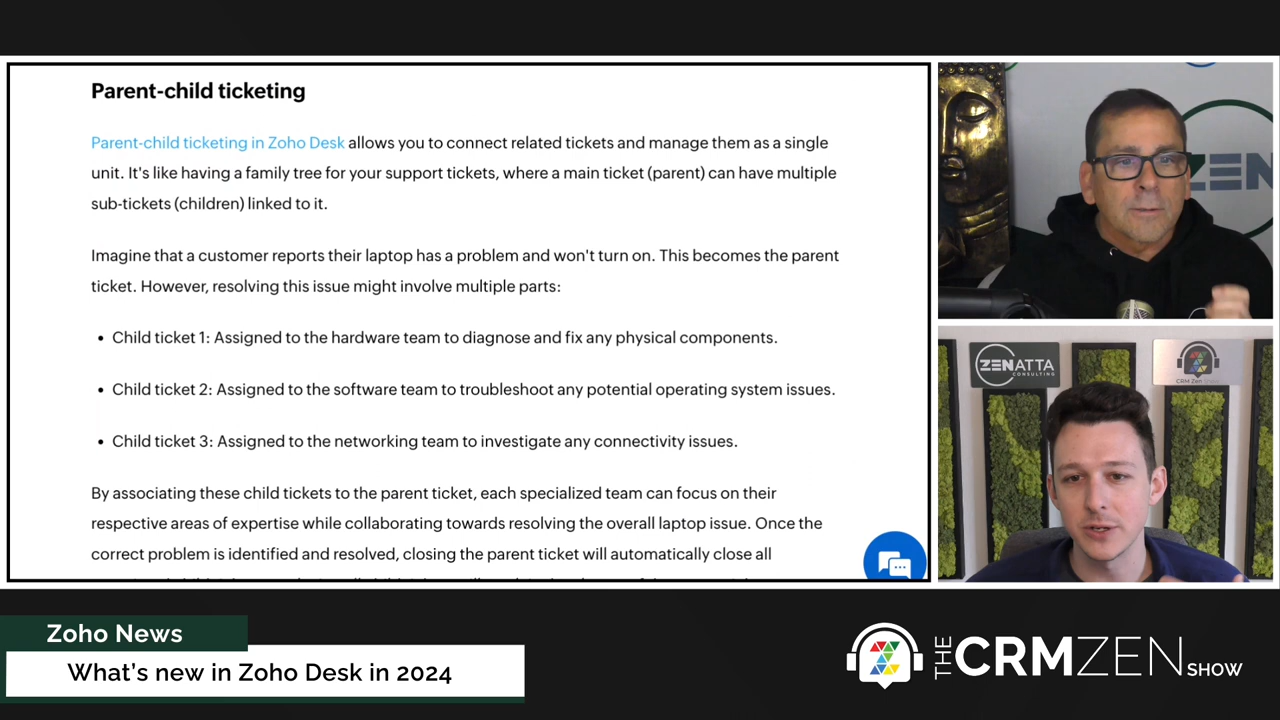 Parent-child ticketing
Parent-child ticketing in Zoho Desk allows you to connect related tickets and manage them as a single
unit. It's like having a family tree for your support tickets, where a main ticket (parent) can have multiple
sub-tickets (children) linked to it.
Imagine that a customer reports their laptop has a problem and won't turn on. This becomes the parent
ticket. However, resolving this issue might involve multiple parts:
• Child ticket 1: Assigned to the hardware team to diagnose and fix any physical components.
• Child ticket 2: Assigned to the software team to troubleshoot any potential operating system issues.
• Child ticket 3: Assigned to the networking team to investigate any connectivity issues.
By associating these child tickets to the parent ticket, each specialized team can focus on their
respective areas of expertise while collaborating towards resolving the overall laptop issue. Once the
correct problem is identified and resolved, closing the parent ticket will automatically close all
ZEN
ZENATTA
CONSULTING
CRM Zen
Zoho News
What's new in Zoho Desk in 2024
THE CRMZEN SHOW